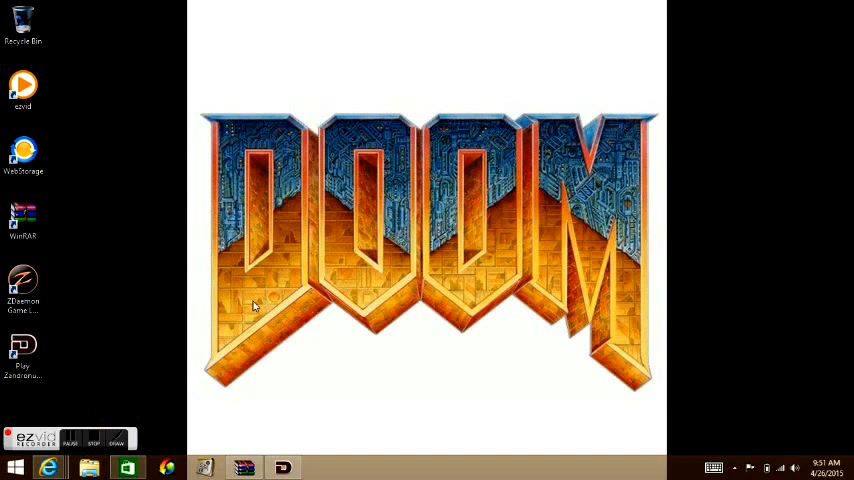 Recycle Bin
ezvid
WebStorage
WinRAR
ZDaemon
Game L...
Play
Zandronu...
DOOM
ezvid
RECORDER
PAUSE
STOP
DRAW
9:51 AM
4/26/2015